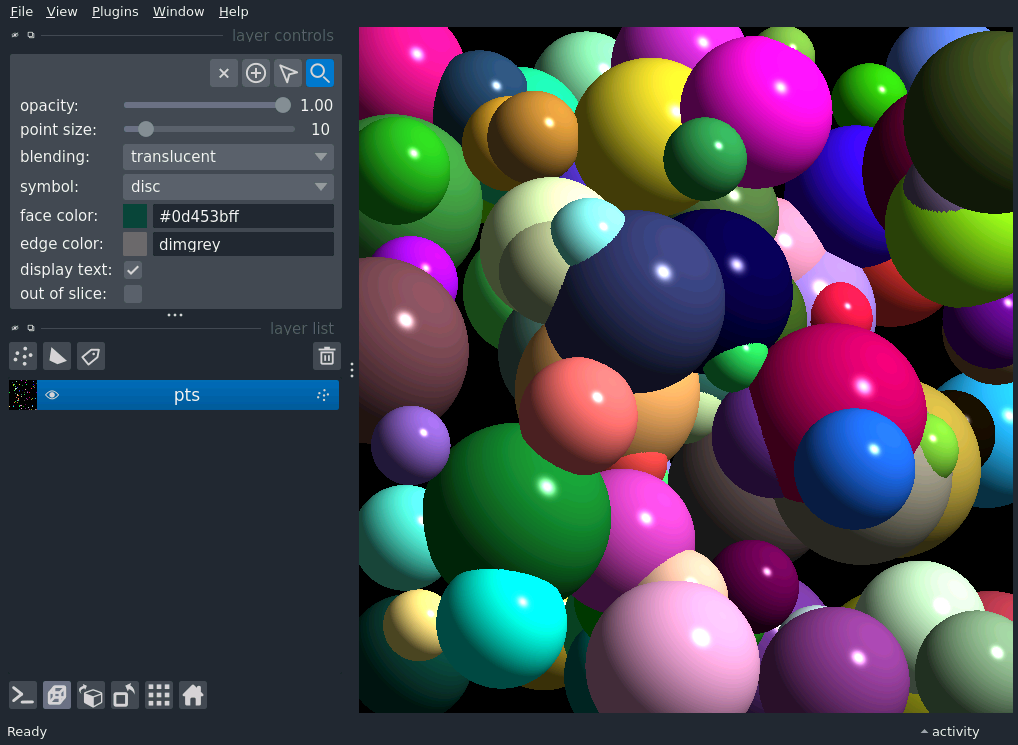 File View Plugins Window Help
layer controls
opacity: 1.00
point size: 10
blending: translucent
symbol: disc
face color: #0d453bff
edge color: dimgrey
display text:
out of slice:
layer list
pts
Ready
activity